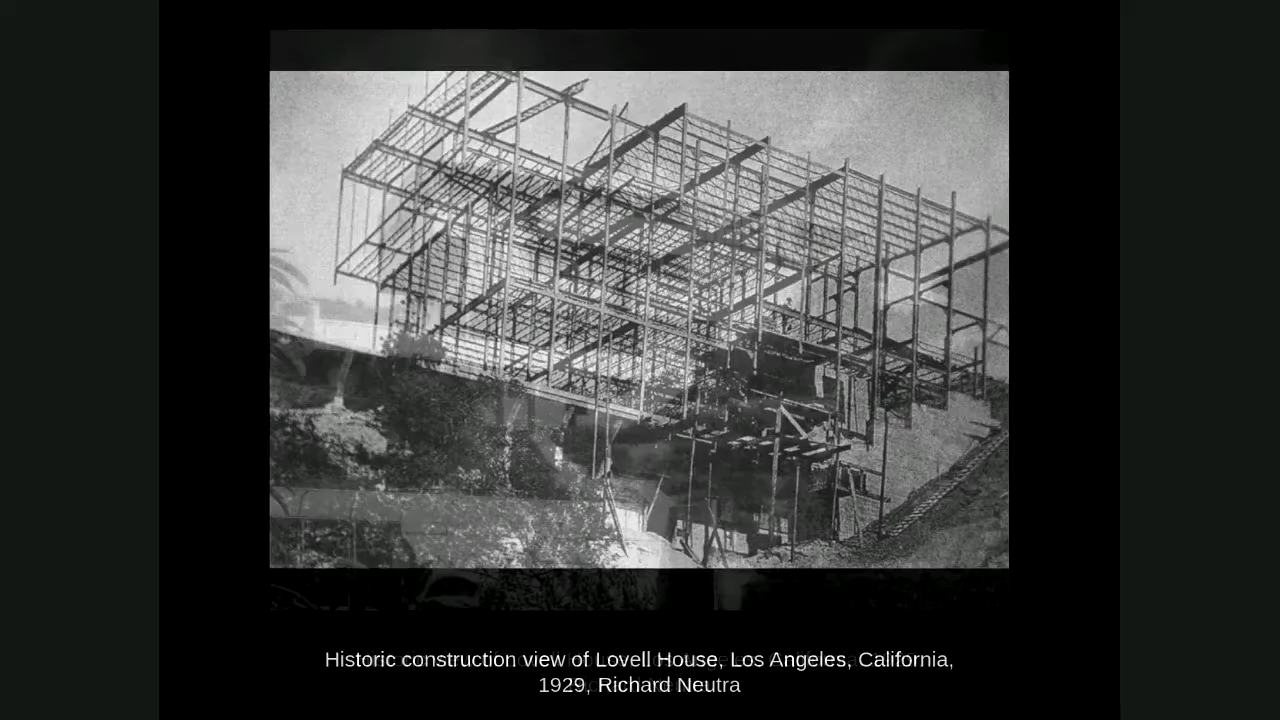 Historic construction view of Lovell House, Los Angeles, California,
1929, Richard Neutra